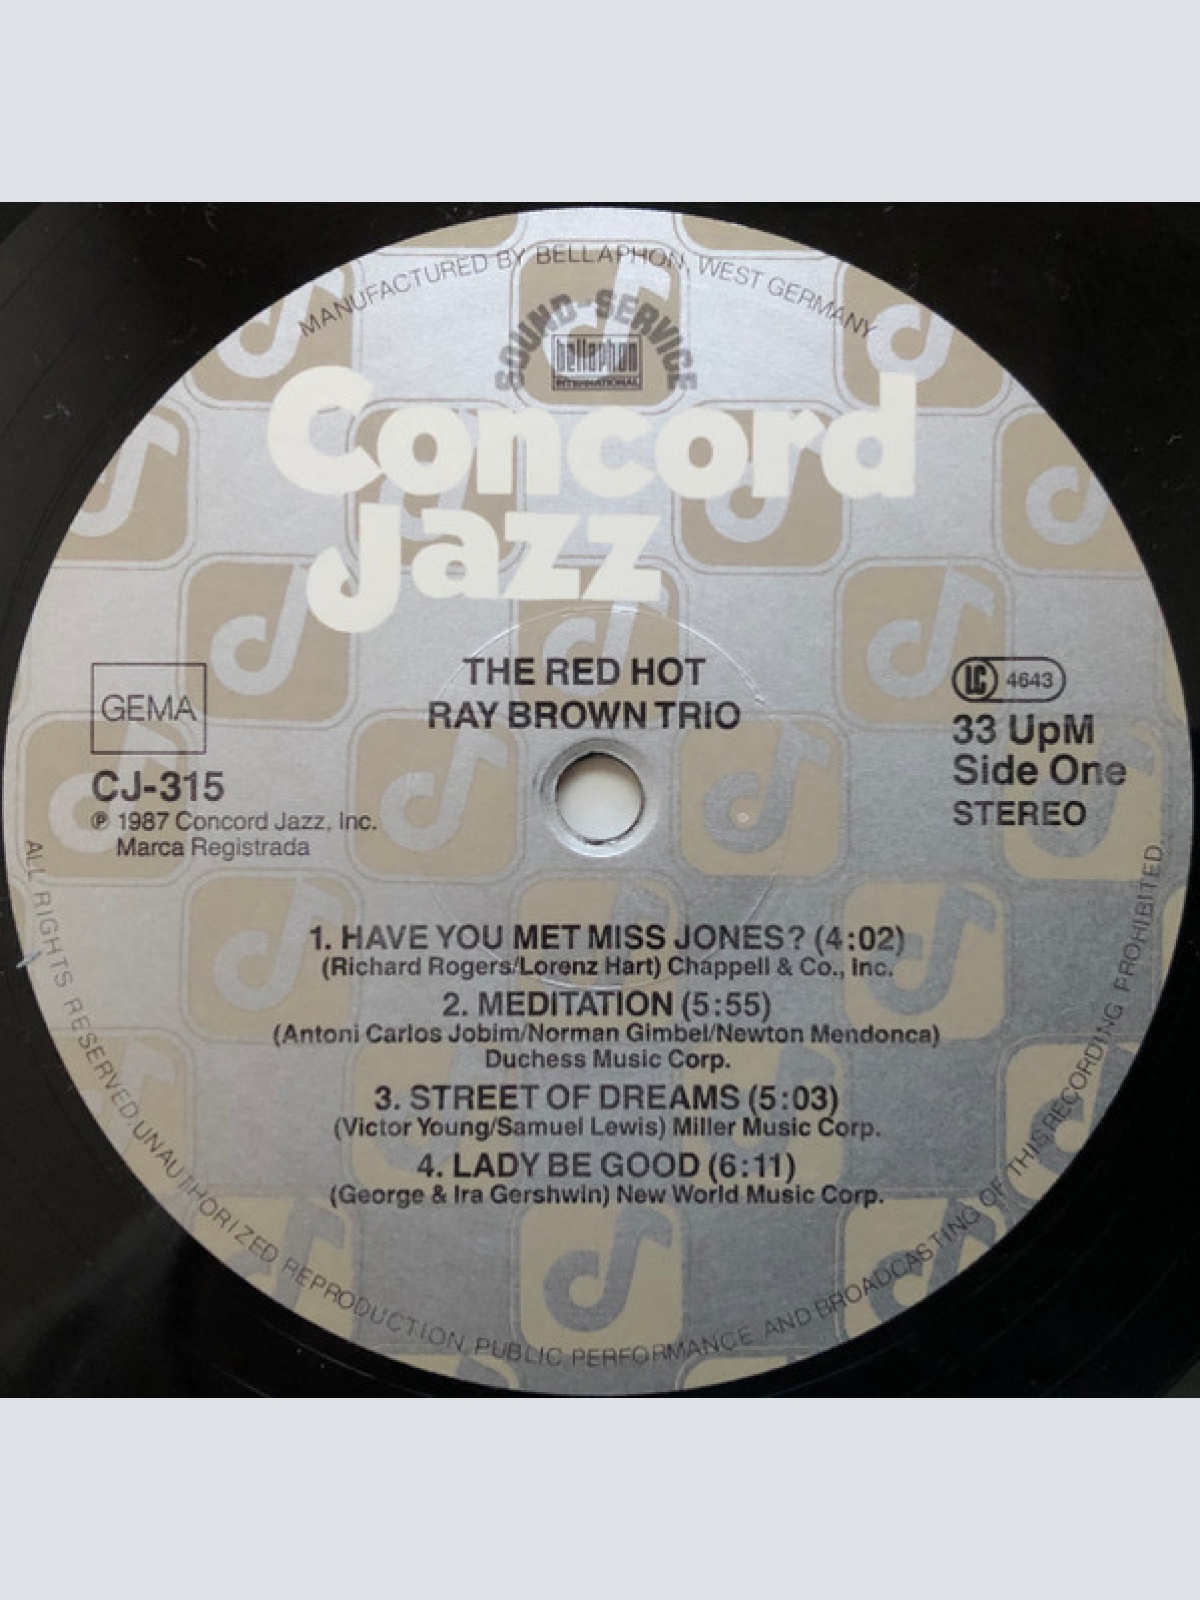 MANUFACTURED BY BELLAPHON, WEST GERMANY
SOUND-SERVICE
bellaphon
INTERNATIONAL
Concord
Jazz
THE RED HOT
RAY BROWN TRIO
GEMA
CJ-315
℗ 1987 Concord Jazz, Inc.
Marca Registrada
LC 4643
33 UpM
Side One
STEREO
1. HAVE YOU MET MISS JONES? (4:02)
(Richard Rogers/Lorenz Hart) Chappell & Co., Inc.
2. MEDITATION (5:55)
(Antoni Carlos Jobim/Norman Gimbel/Newton Mendonca)
Duchess Music Corp.
3. STREET OF DREAMS (5:03)
(Victor Young/Samuel Lewis) Miller Music Corp.
4. LADY BE GOOD (6:11)
(George & Ira Gershwin) New World Music Corp.
ALL RIGHTS RESERVED. UNAUTHORIZED REPRODUCTION, PUBLIC PERFORMANCE AND BROADCASTING OF THIS RECORDING PROHIBITED.